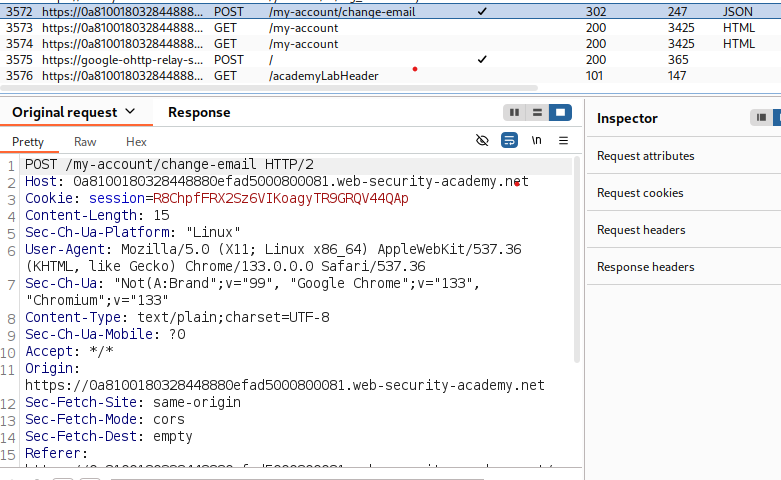 3572 https://0a810018032844888... POST /my-account/change-email ✓ 302 247 JSON
3573 https://0a810018032844888... GET /my-account 200 3425 HTML
3574 https://0a810018032844888... GET /my-account 200 3425 HTML
3575 https://google-ohttp-relay-s... POST / ✓ 200 365
3576 https://0a810018032844888... GET /academyLabHeader 101 147
Original request Response
Pretty Raw Hex \n
1 POST /my-account/change-email HTTP/2
2 Host: 0a8100180328448880efad5000800081.web-security-academy.net
3 Cookie: session=R8ChpfFRX2Sz6VIKoagyTR9GRQV44QAp
4 Content-Length: 15
5 Sec-Ch-Ua-Platform: "Linux"
6 User-Agent: Mozilla/5.0 (X11; Linux x86_64) AppleWebKit/537.36
(KHTML, like Gecko) Chrome/133.0.0.0 Safari/537.36
7 Sec-Ch-Ua: "Not(A:Brand";v="99", "Google Chrome";v="133",
"Chromium";v="133"
8 Content-Type: text/plain;charset=UTF-8
9 Sec-Ch-Ua-Mobile: ?0
10 Accept: */*
11 Origin:
https://0a8100180328448880efad5000800081.web-security-academy.net
12 Sec-Fetch-Site: same-origin
13 Sec-Fetch-Mode: cors
14 Sec-Fetch-Dest: empty
15 Referer:
Inspector
Request attributes
Request cookies
Request headers
Response headers